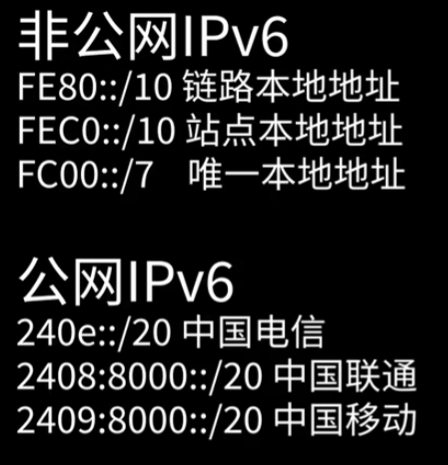 非公网IPv6
FE80::/10 链路本地地址
FEC0::/10 站点本地地址
FC00::/7 唯一本地地址
公网IPv6
240e::/20 中国电信
2408:8000::/20 中国联通
2409:8000::/20 中国移动